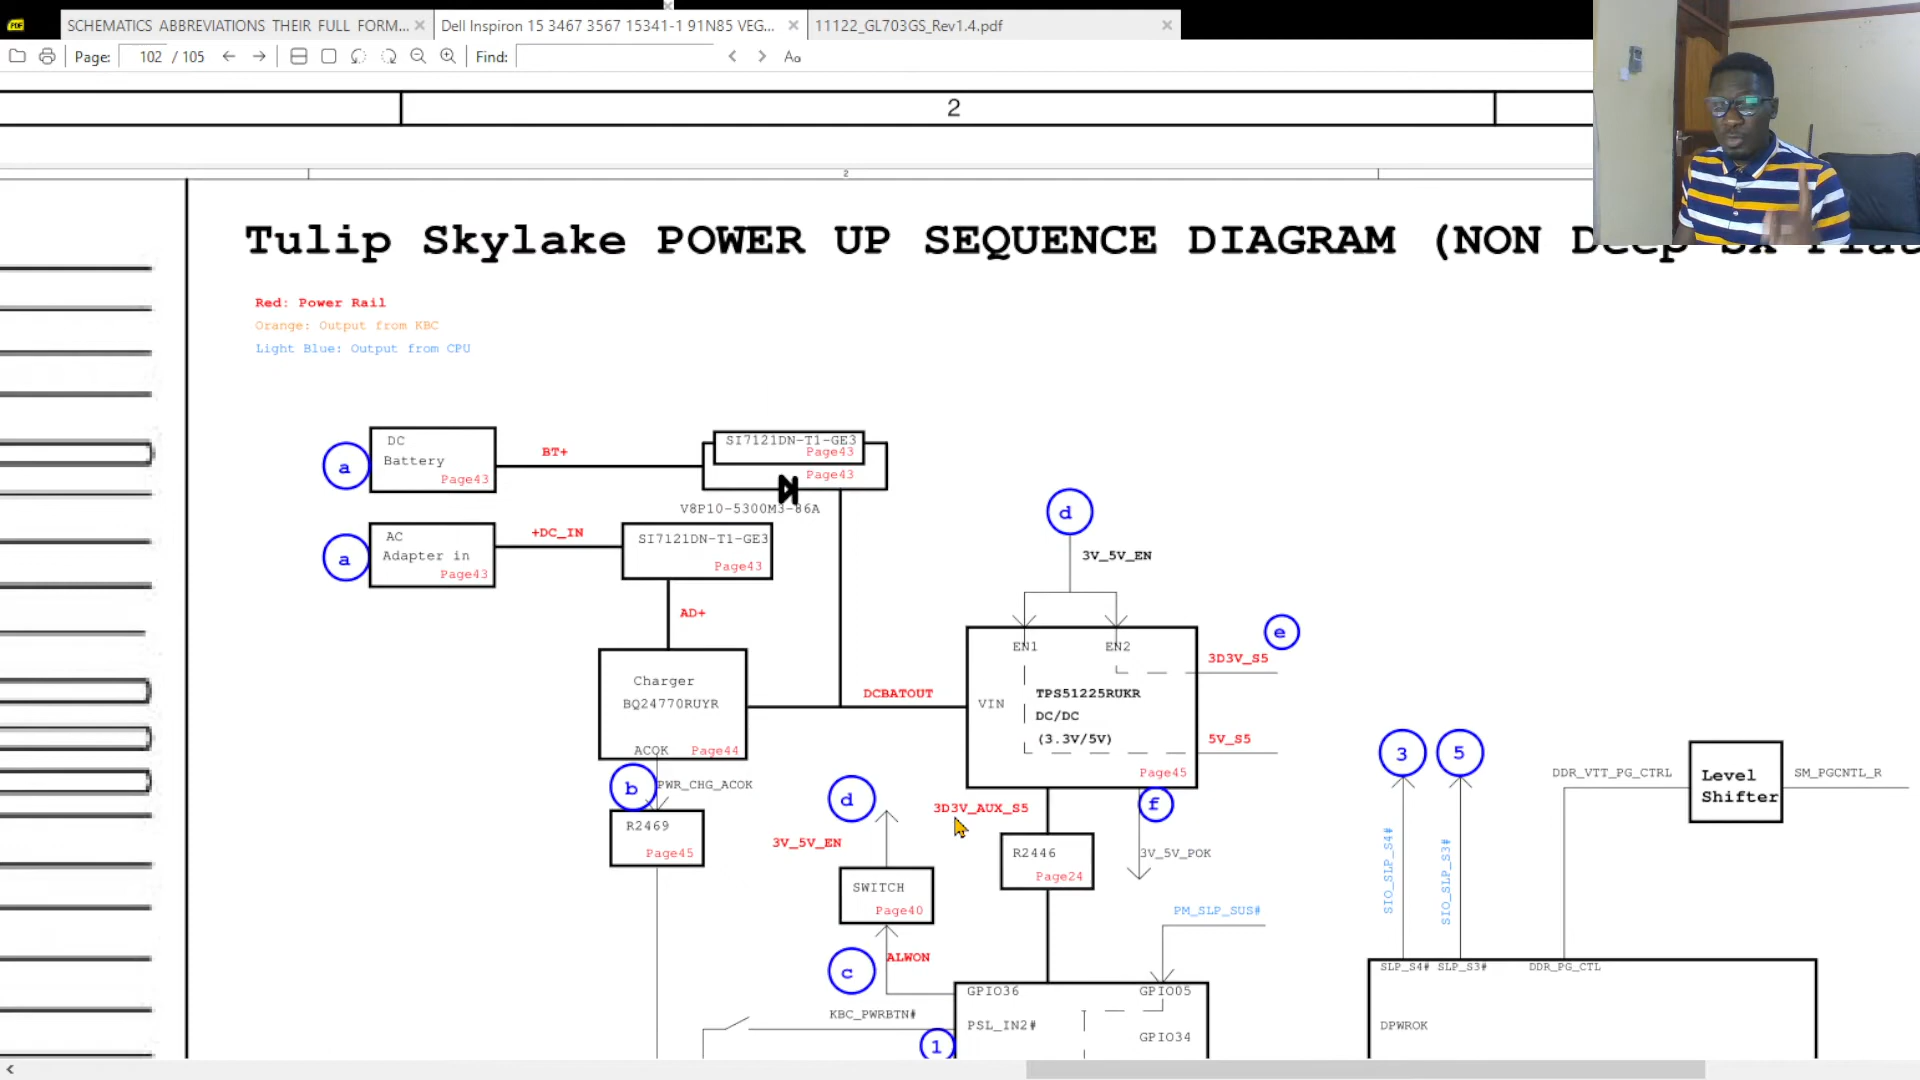 SCHEMATICS ABBREVIATIONS THEIR FULL FORM...
Dell Inspiron 15 3467 3567 15341-1 91N85 VEG...
11122_GL703GS_Rev1.4.pdf
Page: 102 / 105
Find:
Aa
2
2
Tulip Skylake POWER UP SEQUENCE DIAGRAM (NON Deep Sx
Red: Power Rail
Orange: Output from KBC
Light Blue: Output from CPU
a
DC
Battery
Page43
BT+
SI7121DN-T1-GE3
Page43
Page43
V8P10-5300M3-86A
a
AC
Adapter in
Page43
+DC_IN
SI7121DN-T1-GE3
Page43
AD+
Charger
BQ24770RUYR
ACOK
Page44
DCBATOUT
d
3V_5V_EN
EN1
EN2
VIN
TPS51225RUKR
DC/DC
(3.3V/5V)
Page45
e
3D3V_S5
5V_S5
b
PWR_CHG_ACOK
R2469
Page45
d
3V_5V_EN
3D3V_AUX_S5
f
3V_5V_POK
R2446
Page24
SWITCH
Page40
ALWON
c
PM_SLP_SUS#
GPIO36
GPIO05
KBC_PWRBTN#
PSL_IN2#
GPIO34
1
3
5
SIO_SLP_S4#
SIO_SLP_S3#
DDR_VTT_PG_CTRL
Level
Shifter
SM_PGCNTL_R
SLP_S4#
SLP_S3#
DDR_PG_CTL
DPWROK